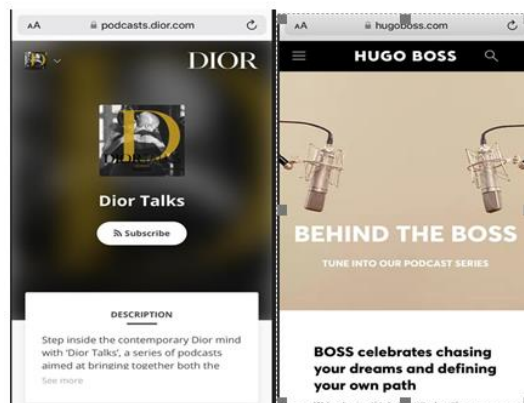 AA podcasts.dior.com
DIOR
Dior Talks
Subscribe
DESCRIPTION
Step inside the contemporary Dior mind
with ‘Dior Talks’, a series of podcasts
aimed at bringing together both the
See more
AA hugoboss.com
HUGO BOSS
BEHIND THE BOSS
TUNE INTO OUR PODCAST SERIES
BOSS celebrates chasing
your dreams and defining
your own path